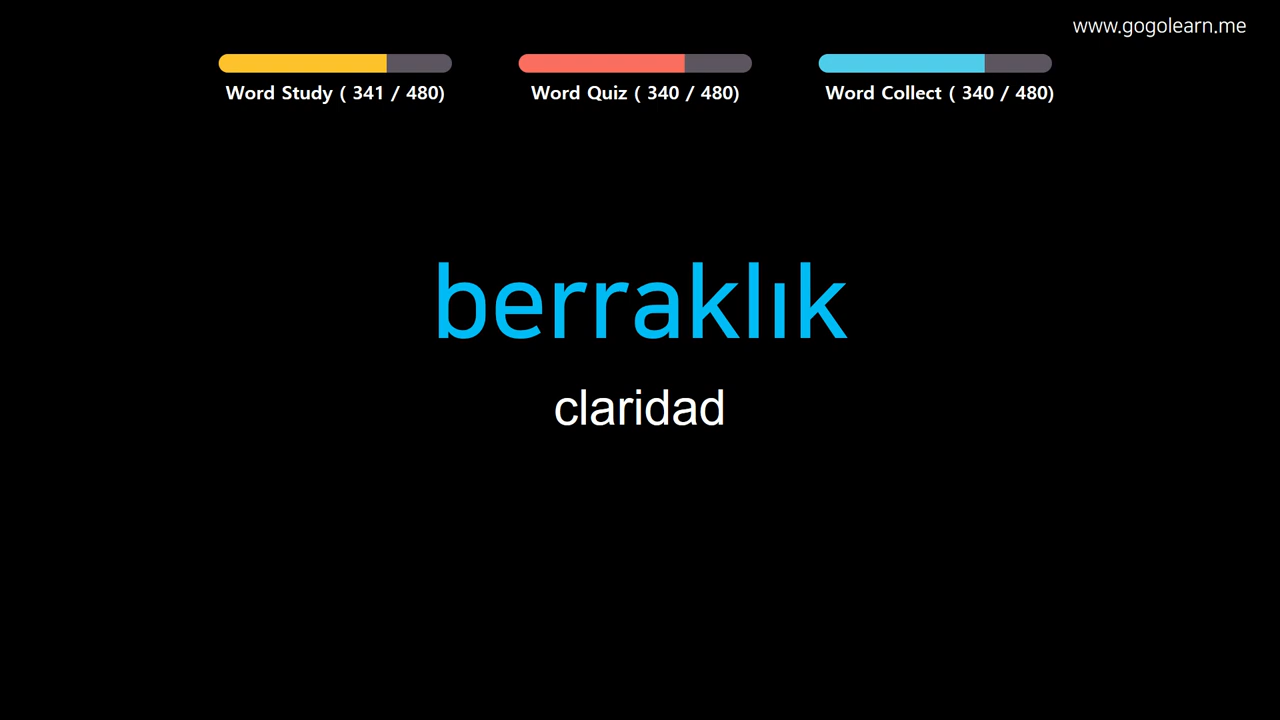 www.gogolearn.me
Word Study ( 341 / 480)
Word Quiz ( 340 / 480)
Word Collect ( 340 / 480)
berraklık
claridad